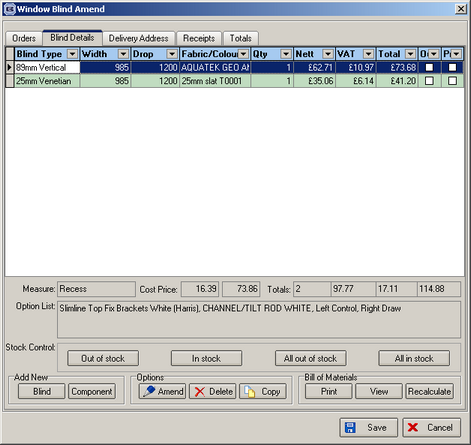 Window Blind Amend
Orders Blind Details Delivery Address Receipts Totals
Blind Type Width Drop Fabric/Colou Qty Nett VAT Total
89mm Vertical 985 1200 AQUATEK GEO 1 £62.71 £10.97 £73.68
25mm Venetian 985 1200 25mm slat T0001 1 £35.06 £6.14 £41.20
Measure: Recess Cost Price: 16.39 73.86 Totals: 2 97.77 17.11 114.88
Option List: Slimline Top Fix Brackets White (Harris), CHANNEL/TILT ROD WHITE, Left Control, Right Draw
Stock Control: Out of stock In stock All out of stock All in stock
Add New Options Bill of Materials
Blind Component Amend Delete Copy Print View Recalculate
Save Cancel